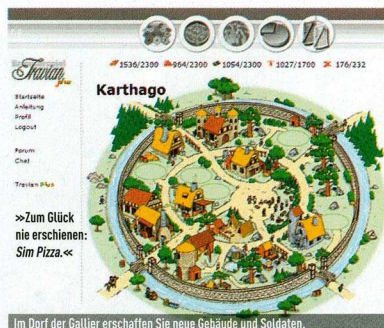 Travian
plus
1536/2300 964/2300 1054/2300 1027/1700 176/232
Karthago
Startseite
Anleitung
Profil
Logout
Forum
Chat
Travian Plus
»Zum Glück
nie erschienen:
Sim Pizza.«
Im Dorf der Gallier erschaffen Sie neue Gebäude und Soldaten.